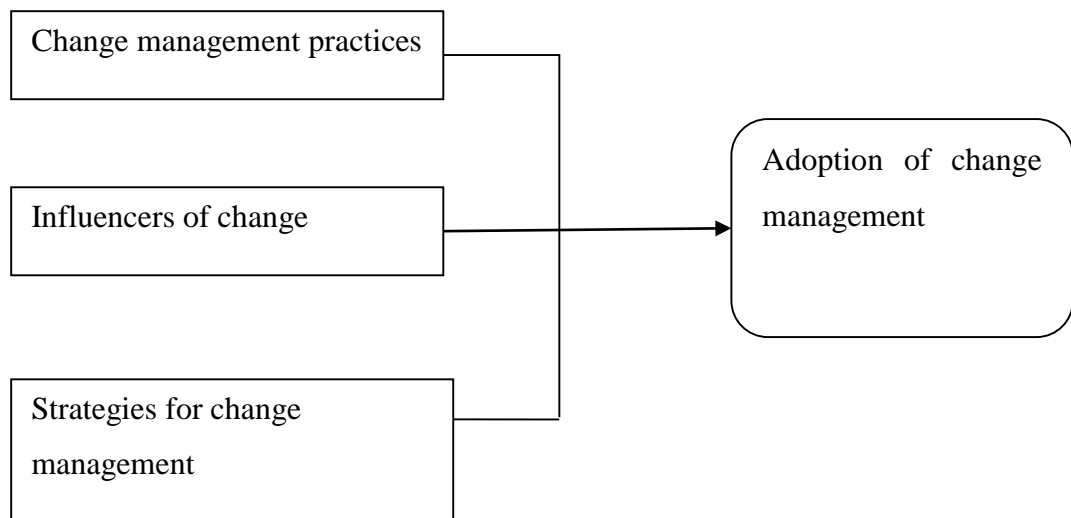 Change management practices
Influencers of change
Adoption of change
management
Strategies for change
management